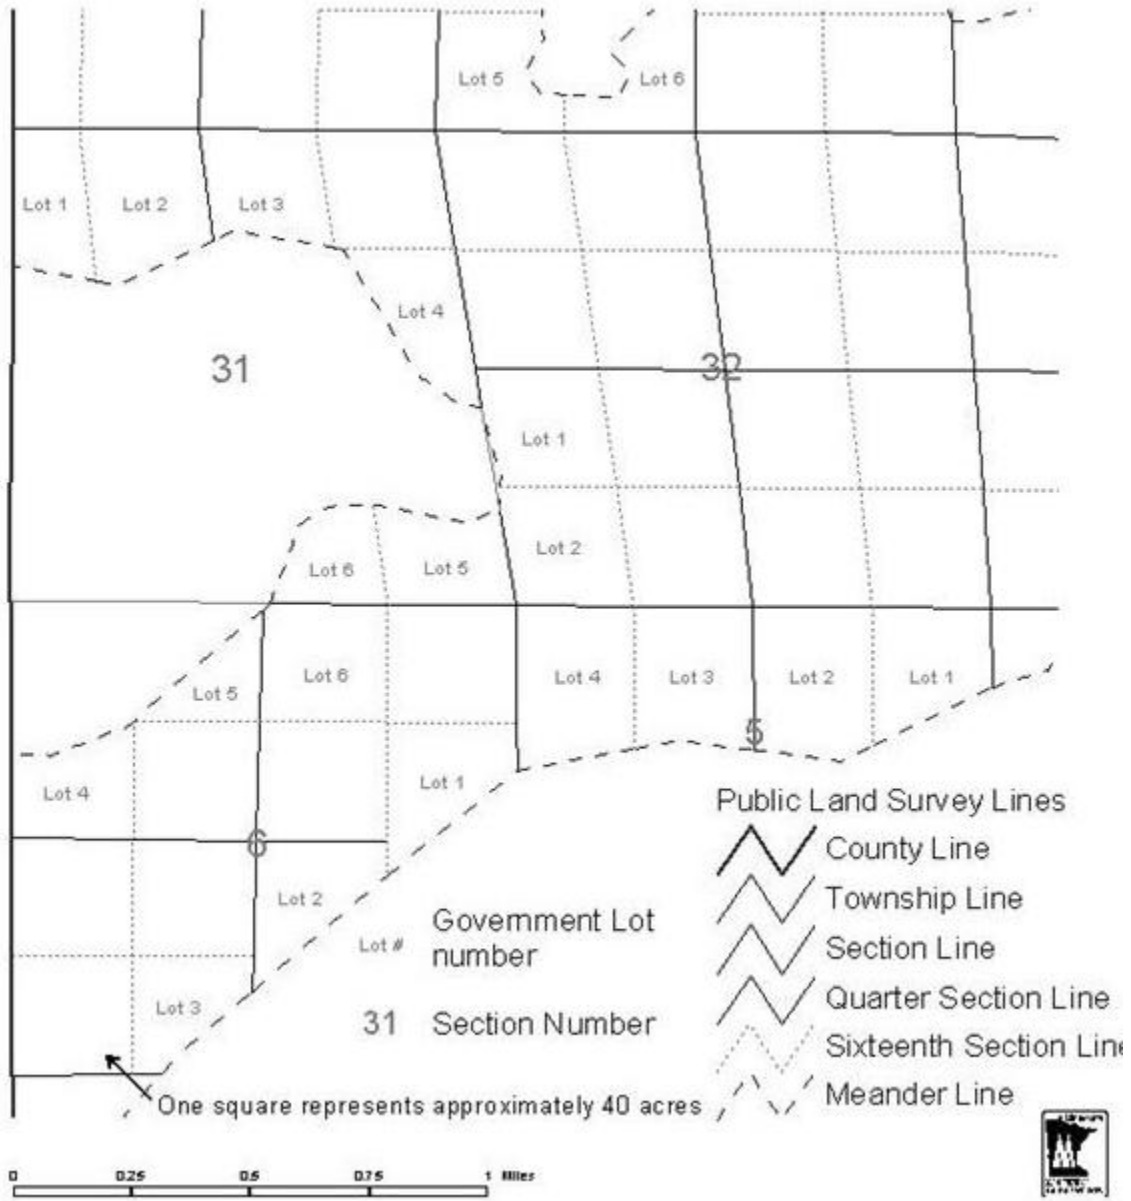 Lot 5
Lot 6
Lot 1
Lot 2
Lot 3
Lot 4
31
32
Lot 1
Lot 2
Lot 6
Lot 5
Lot 5
Lot 6
Lot 4
Lot 3
Lot 2
Lot 1
5
Lot 4
Lot 1
6
Lot 2
Lot 3
Lot #
Government Lot
number
31
Section Number
One square represents approximately 40 acres
Public Land Survey Lines
County Line
Township Line
Section Line
Quarter Section Line
Sixteenth Section Line
Meander Line
0 0.25 0.5 0.75 1 Miles